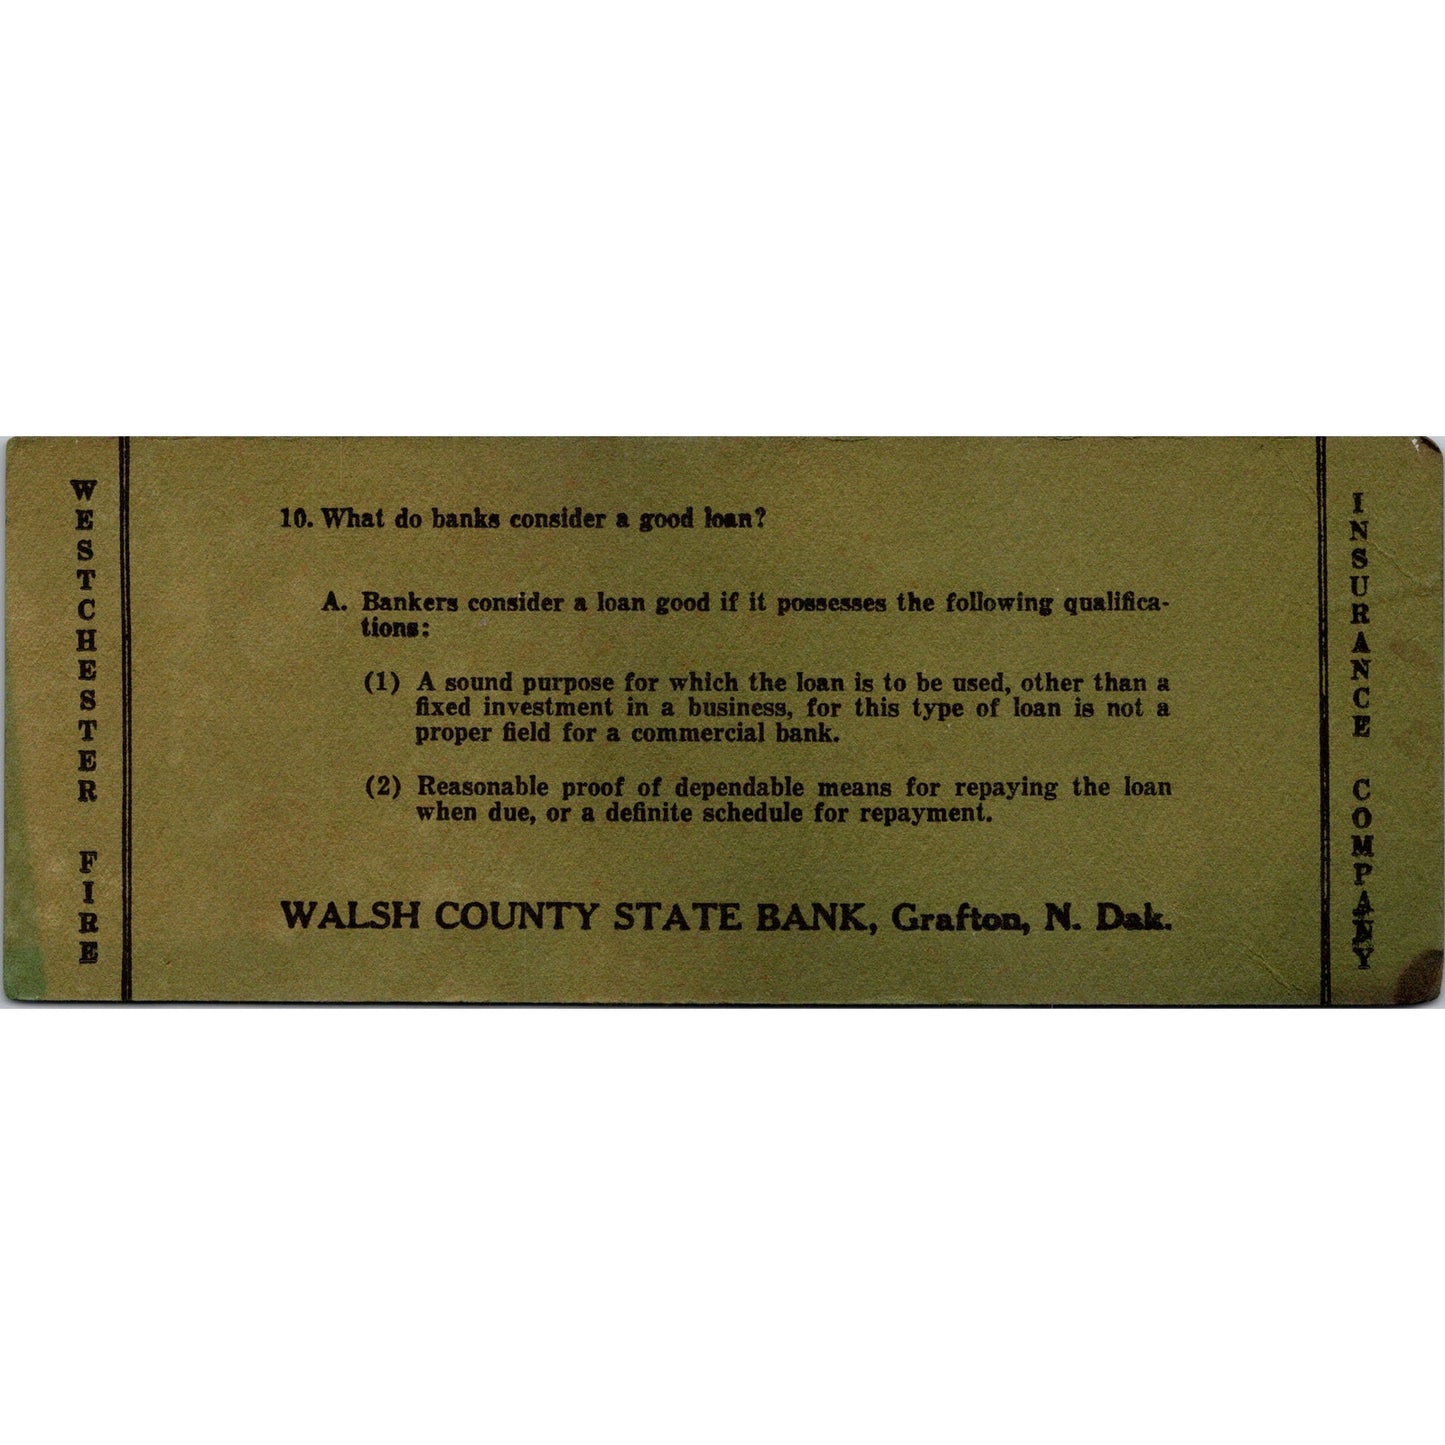 WESTCHESTER FIRE
10. What do banks consider a good loan?
A. Bankers consider a loan good if it possesses the following qualifica-
tions:
(1) A sound purpose for which the loan is to be used, other than a
fixed investment in a business, for this type of loan is not a
proper field for a commercial bank.
(2) Reasonable proof of dependable means for repaying the loan
when due, or a definite schedule for repayment.
WALSH COUNTY STATE BANK, Grafton, N. Dak.
INSURANCE COMPANY